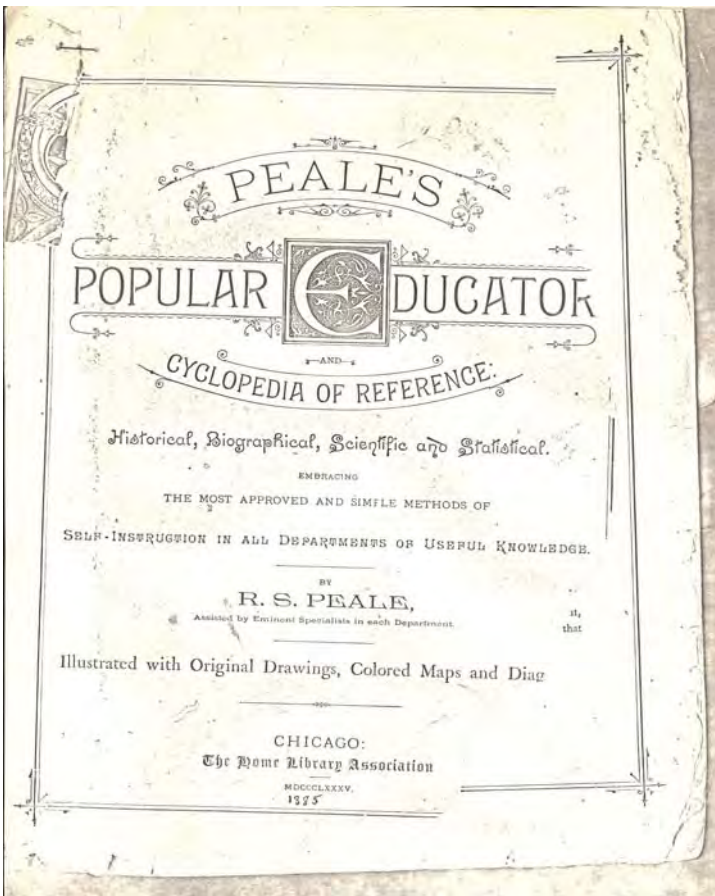 PEALE'S
POPULAR EDUCATOR
—AND—
CYCLOPEDIA OF REFERENCE:
Historical, Biographical, Scientific and Statistical.
EMBRACING
THE MOST APPROVED AND SIMPLE METHODS OF
SELF-INSTRUCTION IN ALL DEPARTMENTS OF USEFUL KNOWLEDGE.
BY
R. S. PEALE,
Assisted by Eminent Specialists in each Department.
it,
that
Illustrated with Original Drawings, Colored Maps and Diag
CHICAGO:
The Home Library Association
MDCCCLXXXV.
1885